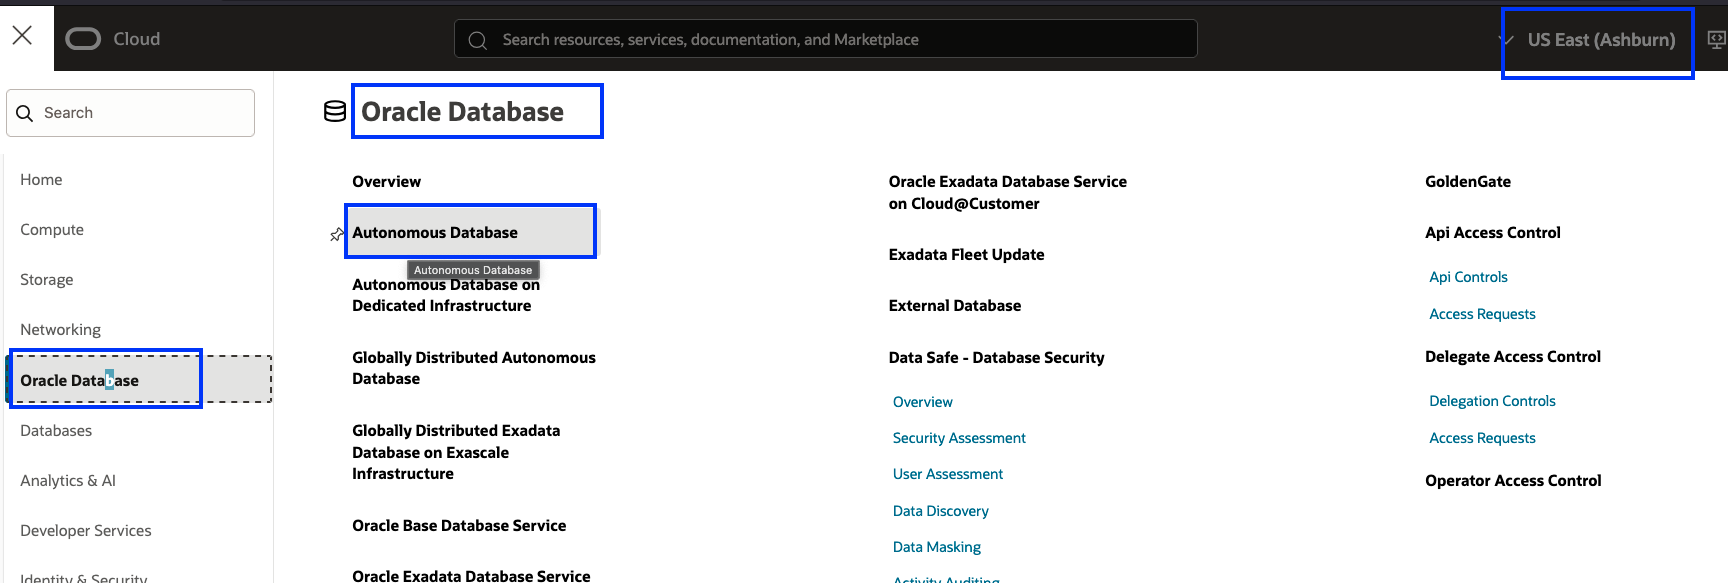 Cloud
Search resources, services, documentation, and Marketplace
US East (Ashburn)
Search
Home
Compute
Storage
Networking
Oracle Database
Databases
Analytics & AI
Developer Services
Identity & Security
Oracle Database
Overview
Autonomous Database
Autonomous Database
Autonomous Database on
Dedicated Infrastructure
Globally Distributed Autonomous
Database
Globally Distributed Exadata
Database on Exascale
Infrastructure
Oracle Base Database Service
Oracle Exadata Database Service
Oracle Exadata Database Service
on Cloud@Customer
Exadata Fleet Update
External Database
Data Safe - Database Security
Overview
Security Assessment
User Assessment
Data Discovery
Data Masking
Activity Auditing
GoldenGate
Api Access Control
Api Controls
Access Requests
Delegate Access Control
Delegation Controls
Access Requests
Operator Access Control